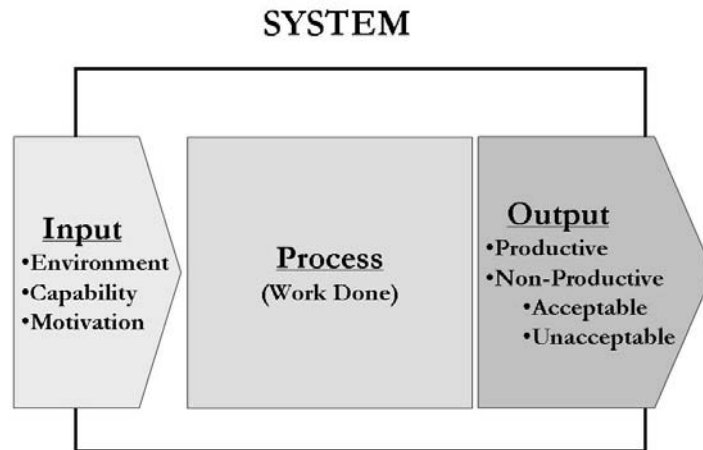 SYSTEM
Input
•Environment
•Capability
•Motivation
Process
(Work Done)
Output
•Productive
•Non-Productive
•Acceptable
•Unacceptable